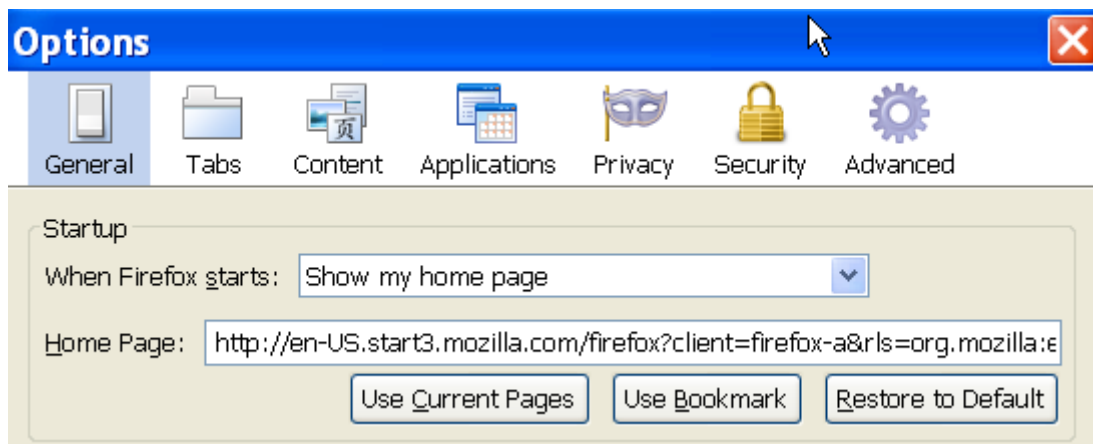 Options
General Tabs Content Applications Privacy Security Advanced
页
Startup
When Firefox starts: Show my home page
Home Page: http://en-US.start3.mozilla.com/firefox?client=firefox-a&rls=org.mozilla:e
Use Current Pages Use Bookmark Restore to Default